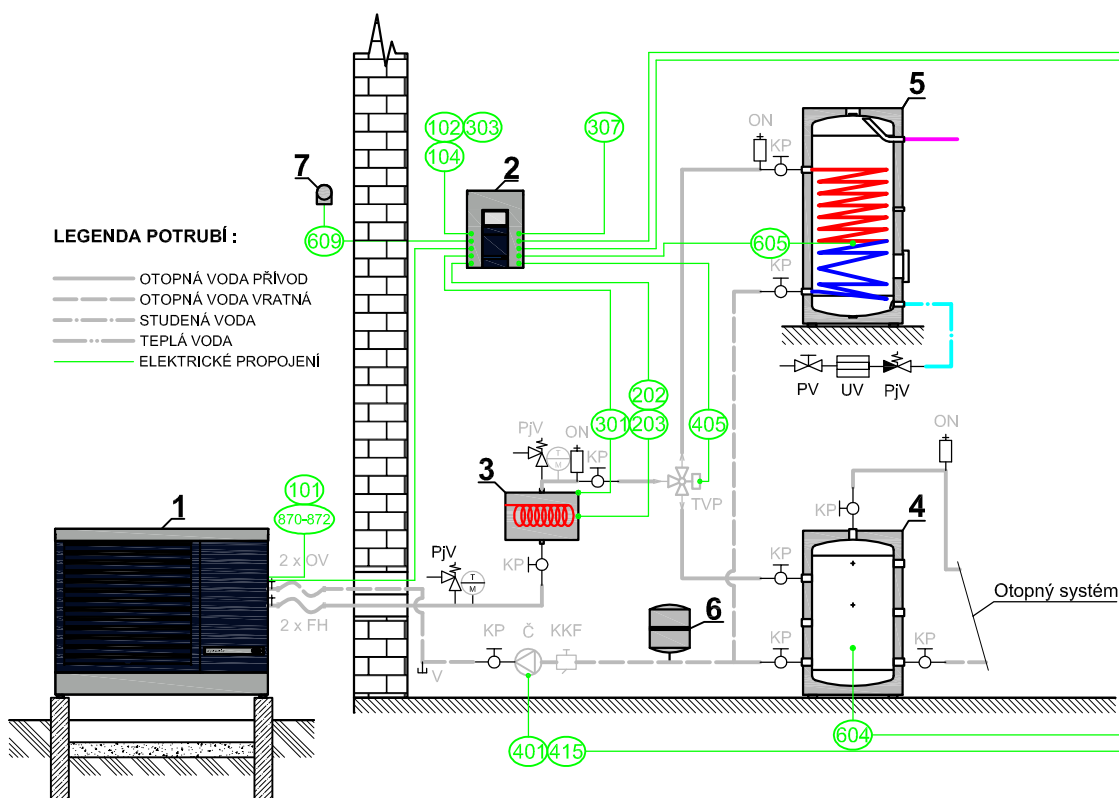 5
ON
KP
102 303
307
104
2
7
609
605
LEGENDA POTRUBÍ :
OTOPNÁ VODA PŘÍVOD
OTOPNÁ VODA VRATNÁ
STUDENÁ VODA
TEPLÁ VODA
ELEKTRICKÉ PROPOJENÍ
KP
PV
UV
PjV
202
301 203
405
PjV
ON
KP
T
M
ON
3
TVP
KP
4
101
870-872
1
2 x OV
PjV
T
M
KP
KP
2 x FH
6
Otopný systém
KP
Č
KKF
KP
KP
V
401 415
604